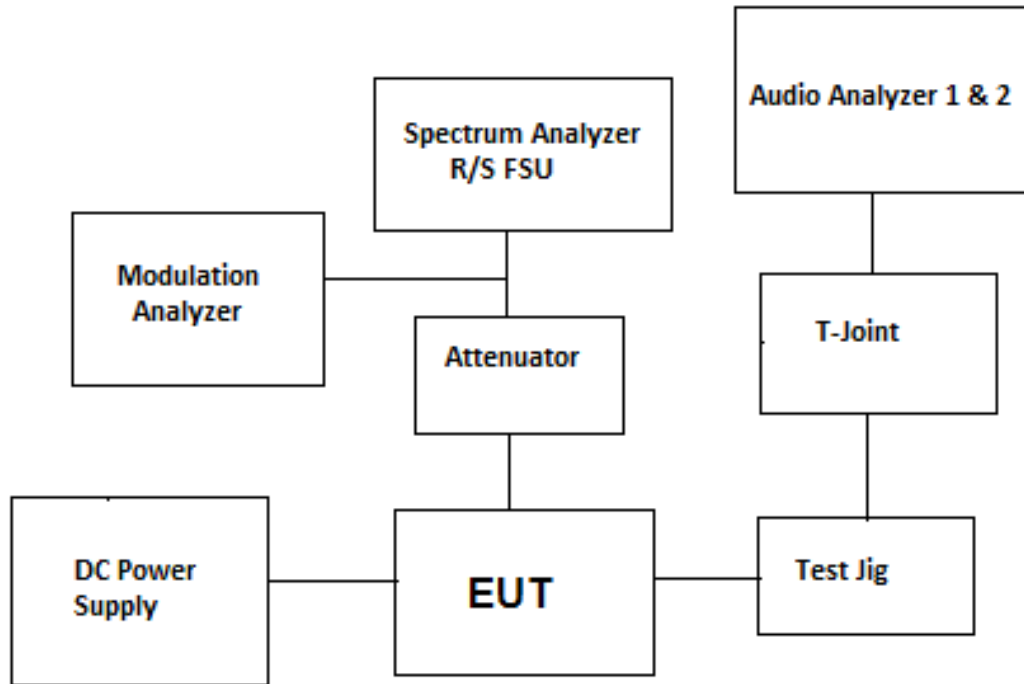 Audio Analyzer 1 & 2
Spectrum Analyzer
R/S FSU
Modulation
Analyzer
T-Joint
Attenuator
DC Power
Supply
EUT
Test Jig